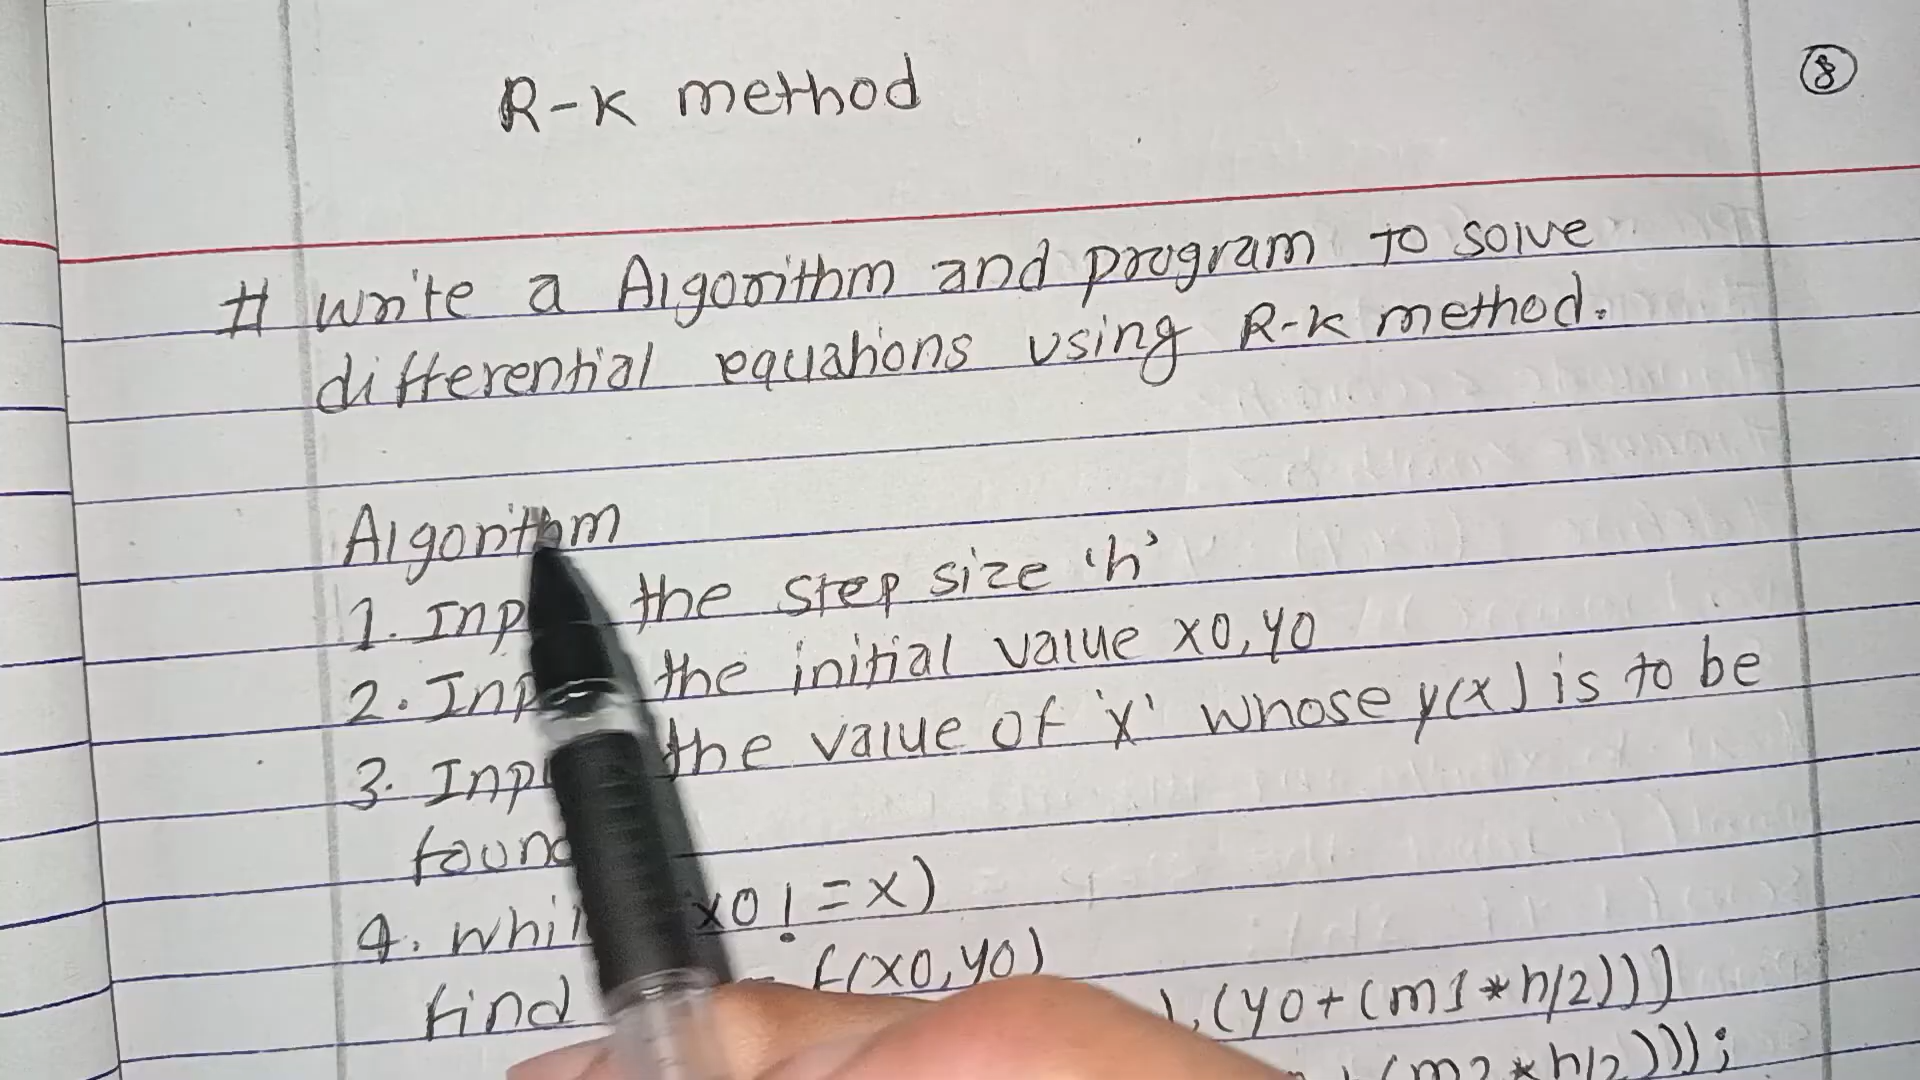 R-K method
8
# Write a Algorithm and program To solve
differential equations using R-K method.
Algorithm
1. Inp the step size 'h'
2. Inp the initial value x0, y0
3. Inp the value of 'x' whose y(x) is to be
found
4. whi x0 != x)
find = f(x0, y0)
), (y0+(m1*h/2)))
(m2*h/2)));